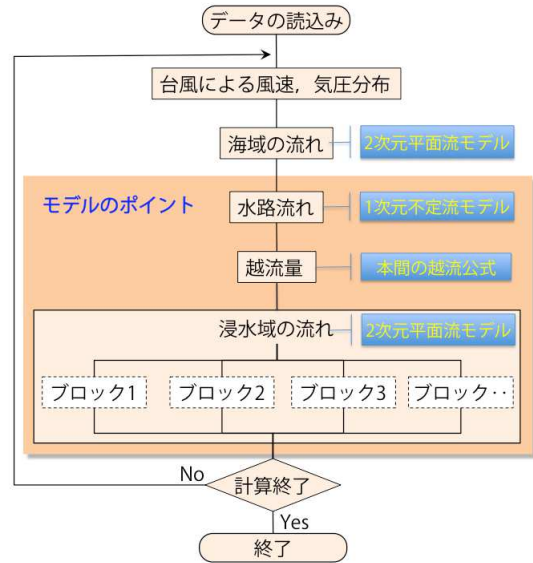 データの読込み
台風による風速，気圧分布
海域の流れ
2次元平面流モデル
モデルのポイント
水路流れ
1次元不定流モデル
越流量
本間の越流公式
浸水域の流れ
2次元平面流モデル
ブロック1
ブロック2
ブロック3
ブロック‥
No
計算終了
Yes
終了